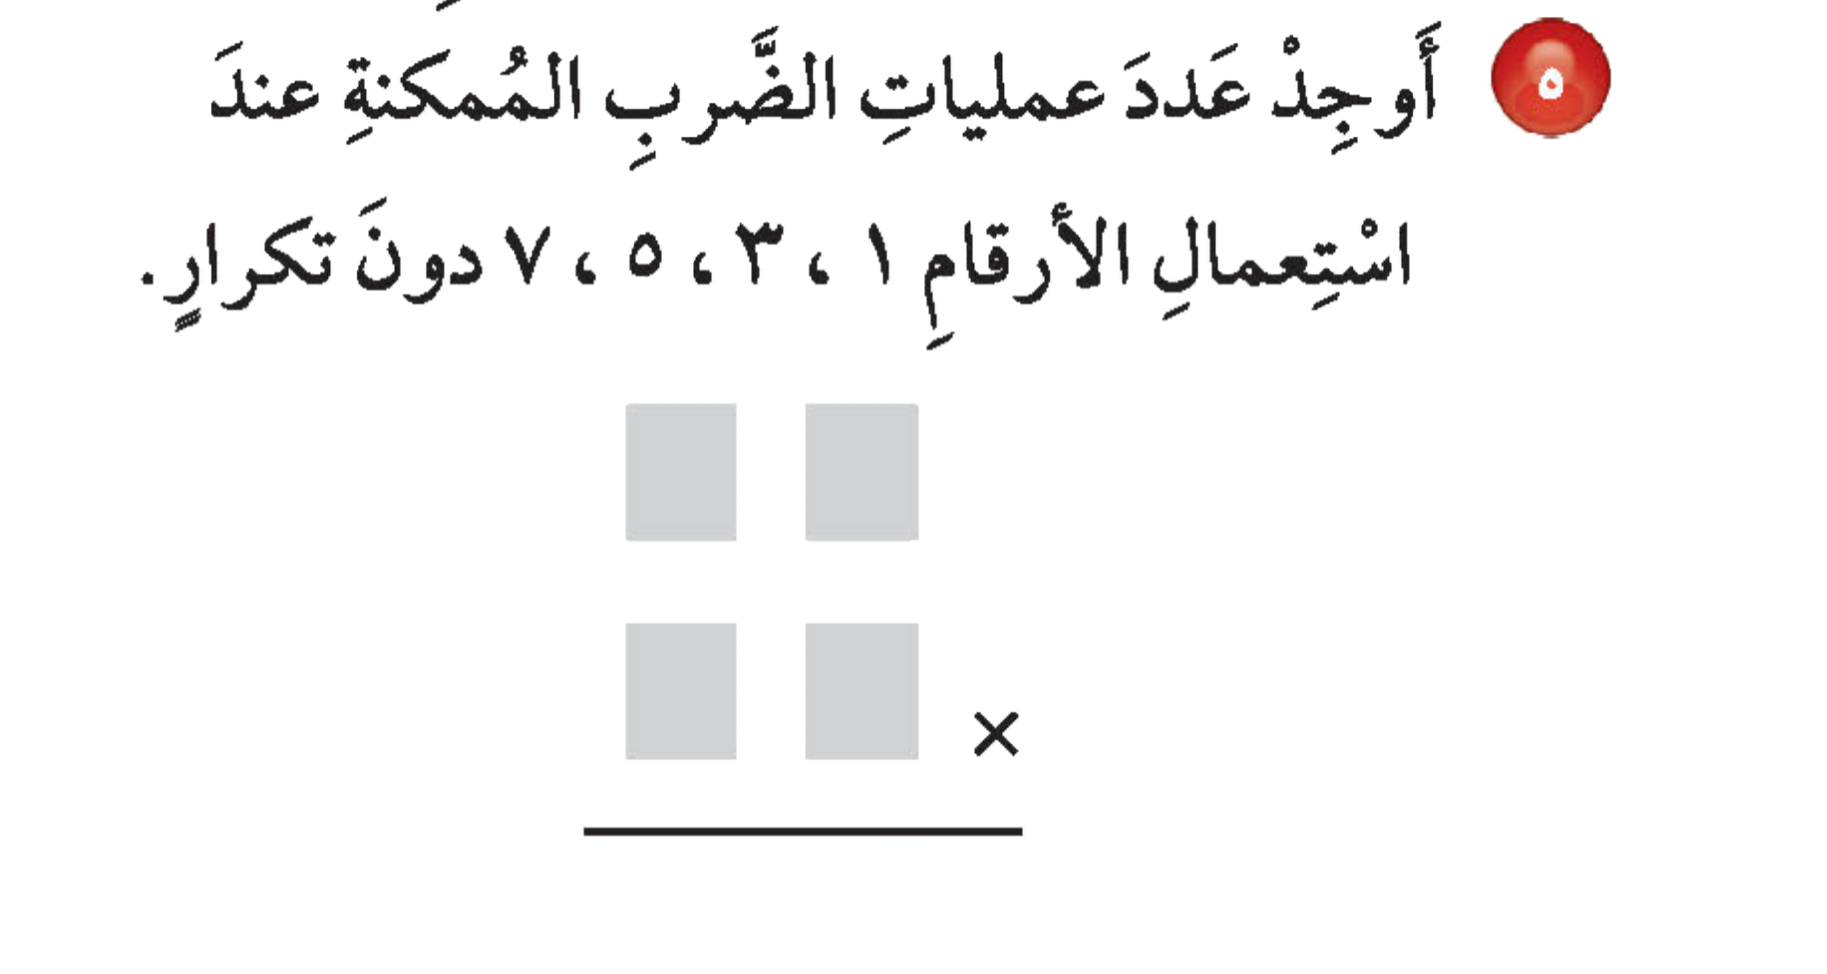 ٥ أَوجِدْ عَددَ عملياتِ الضَّربِ المُمكنةِ عندَ
اسْتِعمالِ الأرقامِ ١ ، ٣ ، ٥ ، ٧ دونَ تكرارٍ.
×